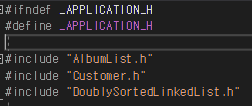 #ifndef _APPLICATION_H
#define _APPLICATION_H
#include "AlbumList.h"
#include "Customer.h"
#include "DoublySortedLinkedList.h"